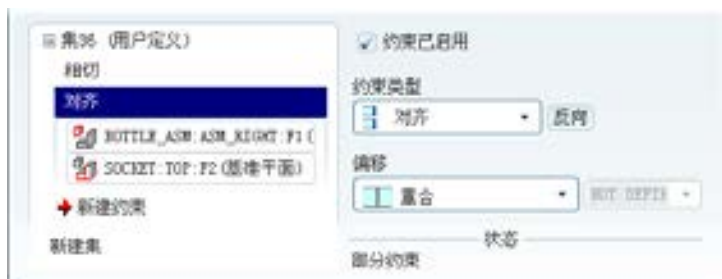 集36 (用户定义)
相切
对齐
BOTTLE_ASM:ASM_RIGHT:F1(
SOCKET:TOP:F2(基准平面)
新建约束
新建集
约束已启用
约束类型
对齐
反向
偏移
重合
NOT DEFIN
状态
部分约束